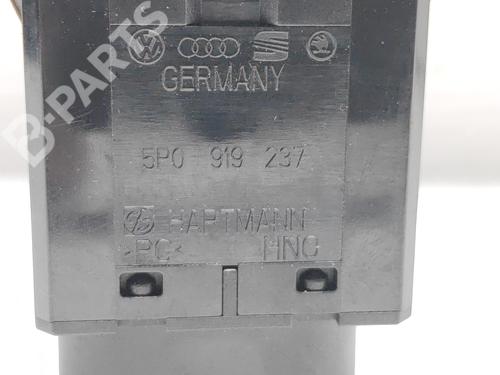 GERMANY
5P0 919 237
HARTMANN
>PC< HNC
B-PARTS